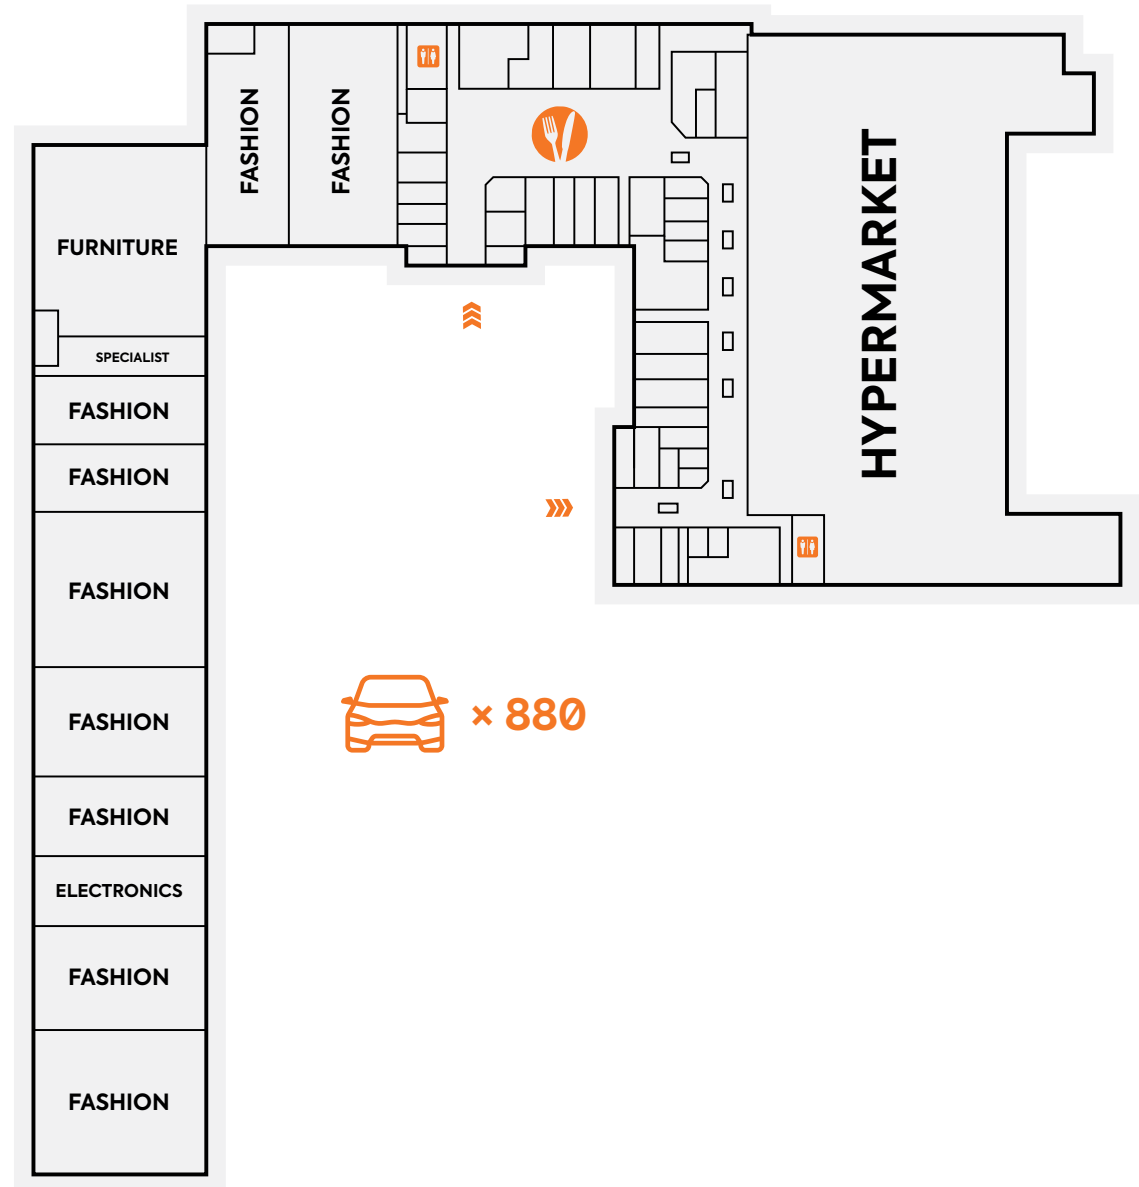 FASHION
FASHION
HYPERMARKET
FURNITURE
SPECIALIST
FASHION
FASHION
FASHION
FASHION
× 880
FASHION
ELECTRONICS
FASHION
FASHION